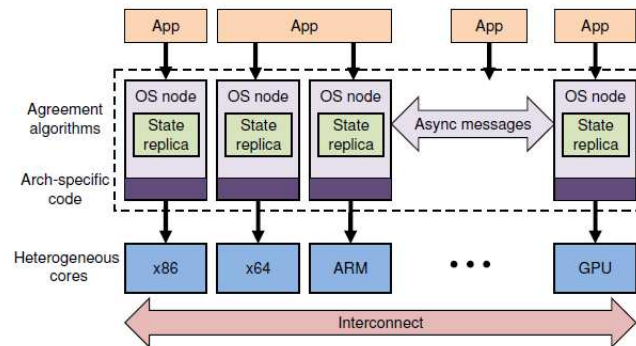 App
App
App
App
Agreement
algorithms
OS node
OS node
OS node
OS node
State
replica
State
replica
State
replica
State
replica
Async messages
Arch-specific
code
Heterogeneous
cores
x86
x64
ARM
GPU
Interconnect